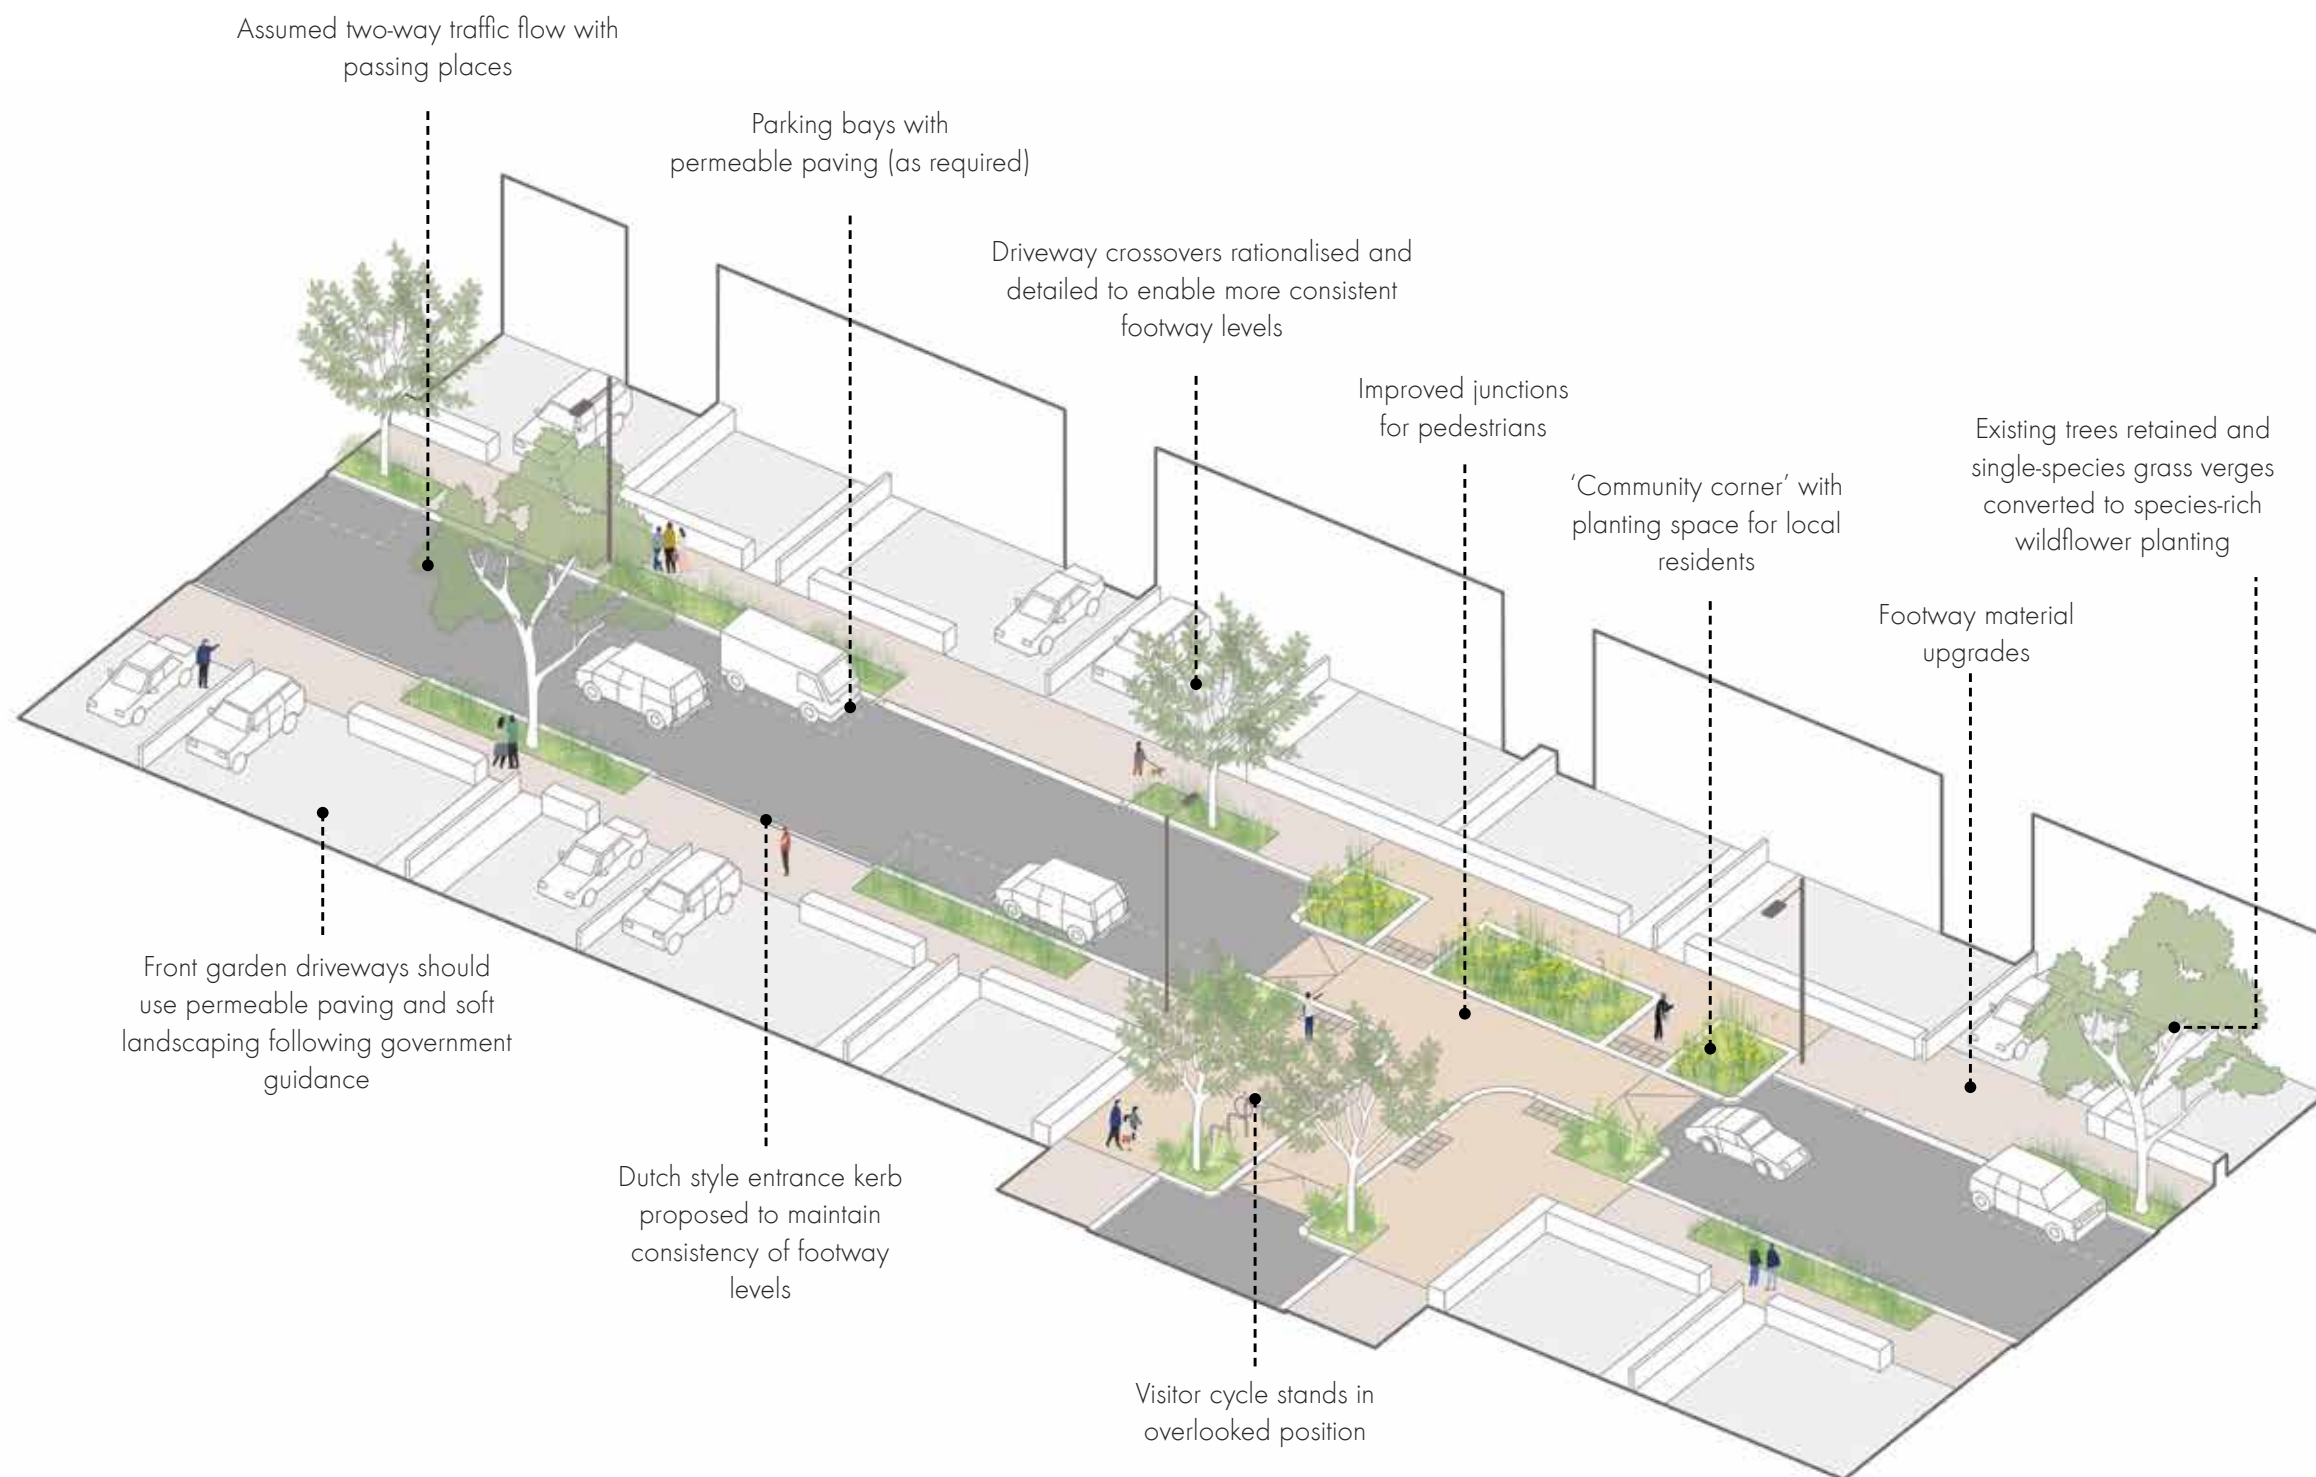 Assumed two-way traffic flow with
passing places
Parking bays with
permeable paving (as required)
Driveway crossovers rationalised and
detailed to enable more consistent
footway levels
Improved junctions
for pedestrians
‘Community corner’ with
planting space for local
residents
Existing trees retained and
single-species grass verges
converted to species-rich
wildflower planting
Footway material
upgrades
Front garden driveways should
use permeable paving and soft
landscaping following government
guidance
Dutch style entrance kerb
proposed to maintain
consistency of footway
levels
Visitor cycle stands in
overlooked position